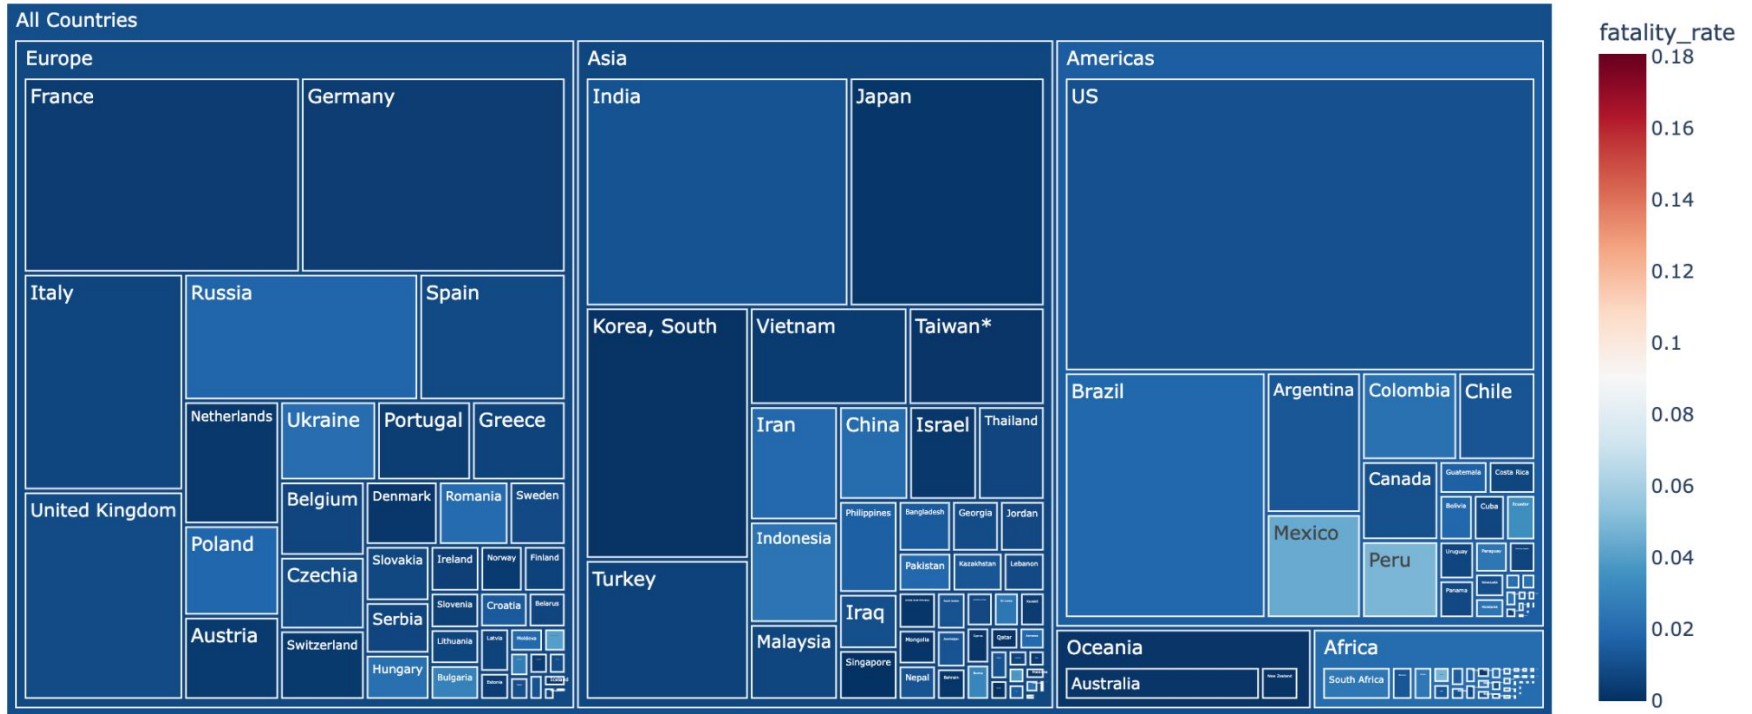 All Countries
Europe
France
Germany
Italy
Russia
Spain
United Kingdom
Netherlands
Ukraine
Portugal
Greece
Poland
Belgium
Denmark
Romania
Sweden
Austria
Czechia
Slovakia
Ireland
Norway
Finland
Switzerland
Serbia
Slovenia
Croatia
Belarus
Hungary
Lithuania
Latvia
Moldova
Bulgaria
Estonia
Iceland
Asia
India
Japan
Korea, South
Vietnam
Taiwan*
Turkey
Iran
China
Israel
Thailand
Indonesia
Philippines
Bangladesh
Georgia
Jordan
Pakistan
Kazakhstan
Lebanon
Malaysia
Iraq
Singapore
Mongolia
Nepal
Bahrain
Qatar
Americas
US
Brazil
Argentina
Colombia
Chile
Mexico
Canada
Peru
Guatemala
Costa Rica
Bolivia
Cuba
Ecuador
Uruguay
Paraguay
Panama
Oceania
Australia
New Zealand
Africa
South Africa
fatality_rate
0.18
0.16
0.14
0.12
0.1
0.08
0.06
0.04
0.02
0